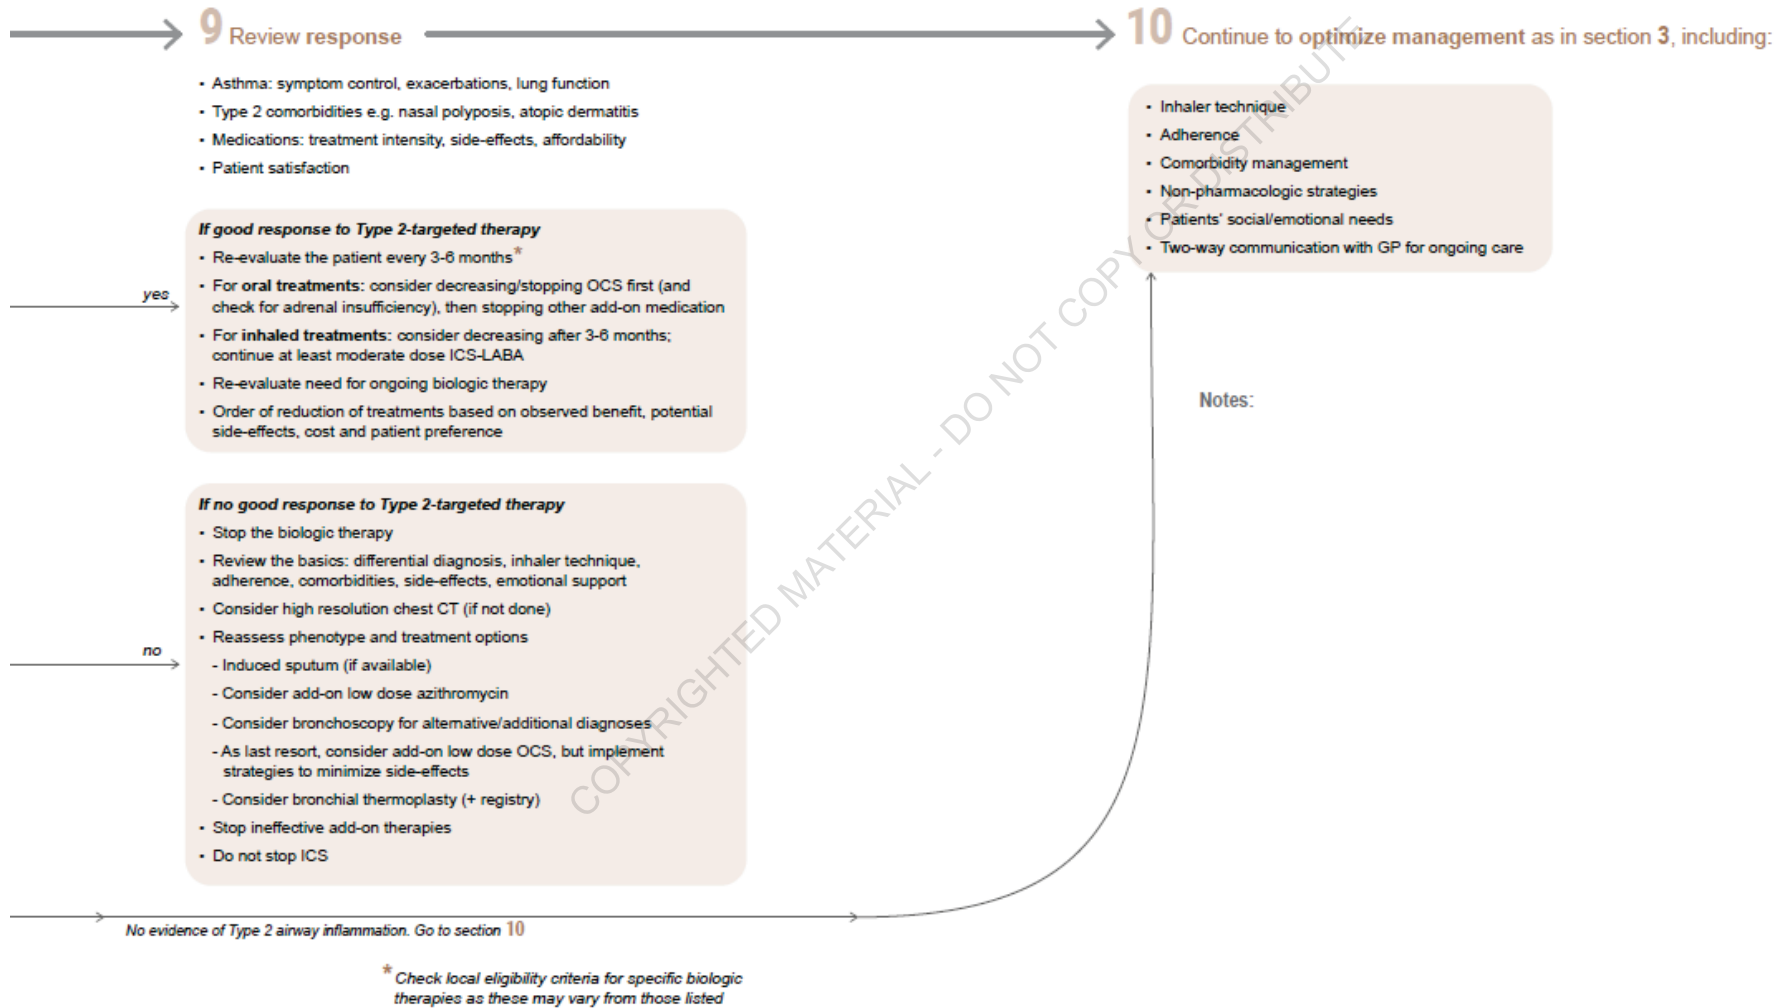 9 Review response
• Asthma: symptom control, exacerbations, lung function
• Type 2 comorbidities e.g. nasal polyposis, atopic dermatitis
• Medications: treatment intensity, side-effects, affordability
• Patient satisfaction
yes
If good response to Type 2-targeted therapy
• Re-evaluate the patient every 3-6 months*
• For oral treatments: consider decreasing/stopping OCS first (and
check for adrenal insufficiency), then stopping other add-on medication
• For inhaled treatments: consider decreasing after 3-6 months;
continue at least moderate dose ICS-LABA
• Re-evaluate need for ongoing biologic therapy
• Order of reduction of treatments based on observed benefit, potential
side-effects, cost and patient preference
no
If no good response to Type 2-targeted therapy
• Stop the biologic therapy
• Review the basics: differential diagnosis, inhaler technique,
adherence, comorbidities, side-effects, emotional support
• Consider high resolution chest CT (if not done)
• Reassess phenotype and treatment options
- Induced sputum (if available)
- Consider add-on low dose azithromycin
- Consider bronchoscopy for alternative/additional diagnoses
- As last resort, consider add-on low dose OCS, but implement
strategies to minimize side-effects
- Consider bronchial thermoplasty (+ registry)
• Stop ineffective add-on therapies
• Do not stop ICS
No evidence of Type 2 airway inflammation. Go to section 10
* Check local eligibility criteria for specific biologic
therapies as these may vary from those listed
10 Continue to optimize management as in section 3, including:
• Inhaler technique
• Adherence
• Comorbidity management
• Non-pharmacologic strategies
• Patients' social/emotional needs
• Two-way communication with GP for ongoing care
Notes:
COPYRIGHTED MATERIAL - DO NOT COPY OR DISTRIBUTE